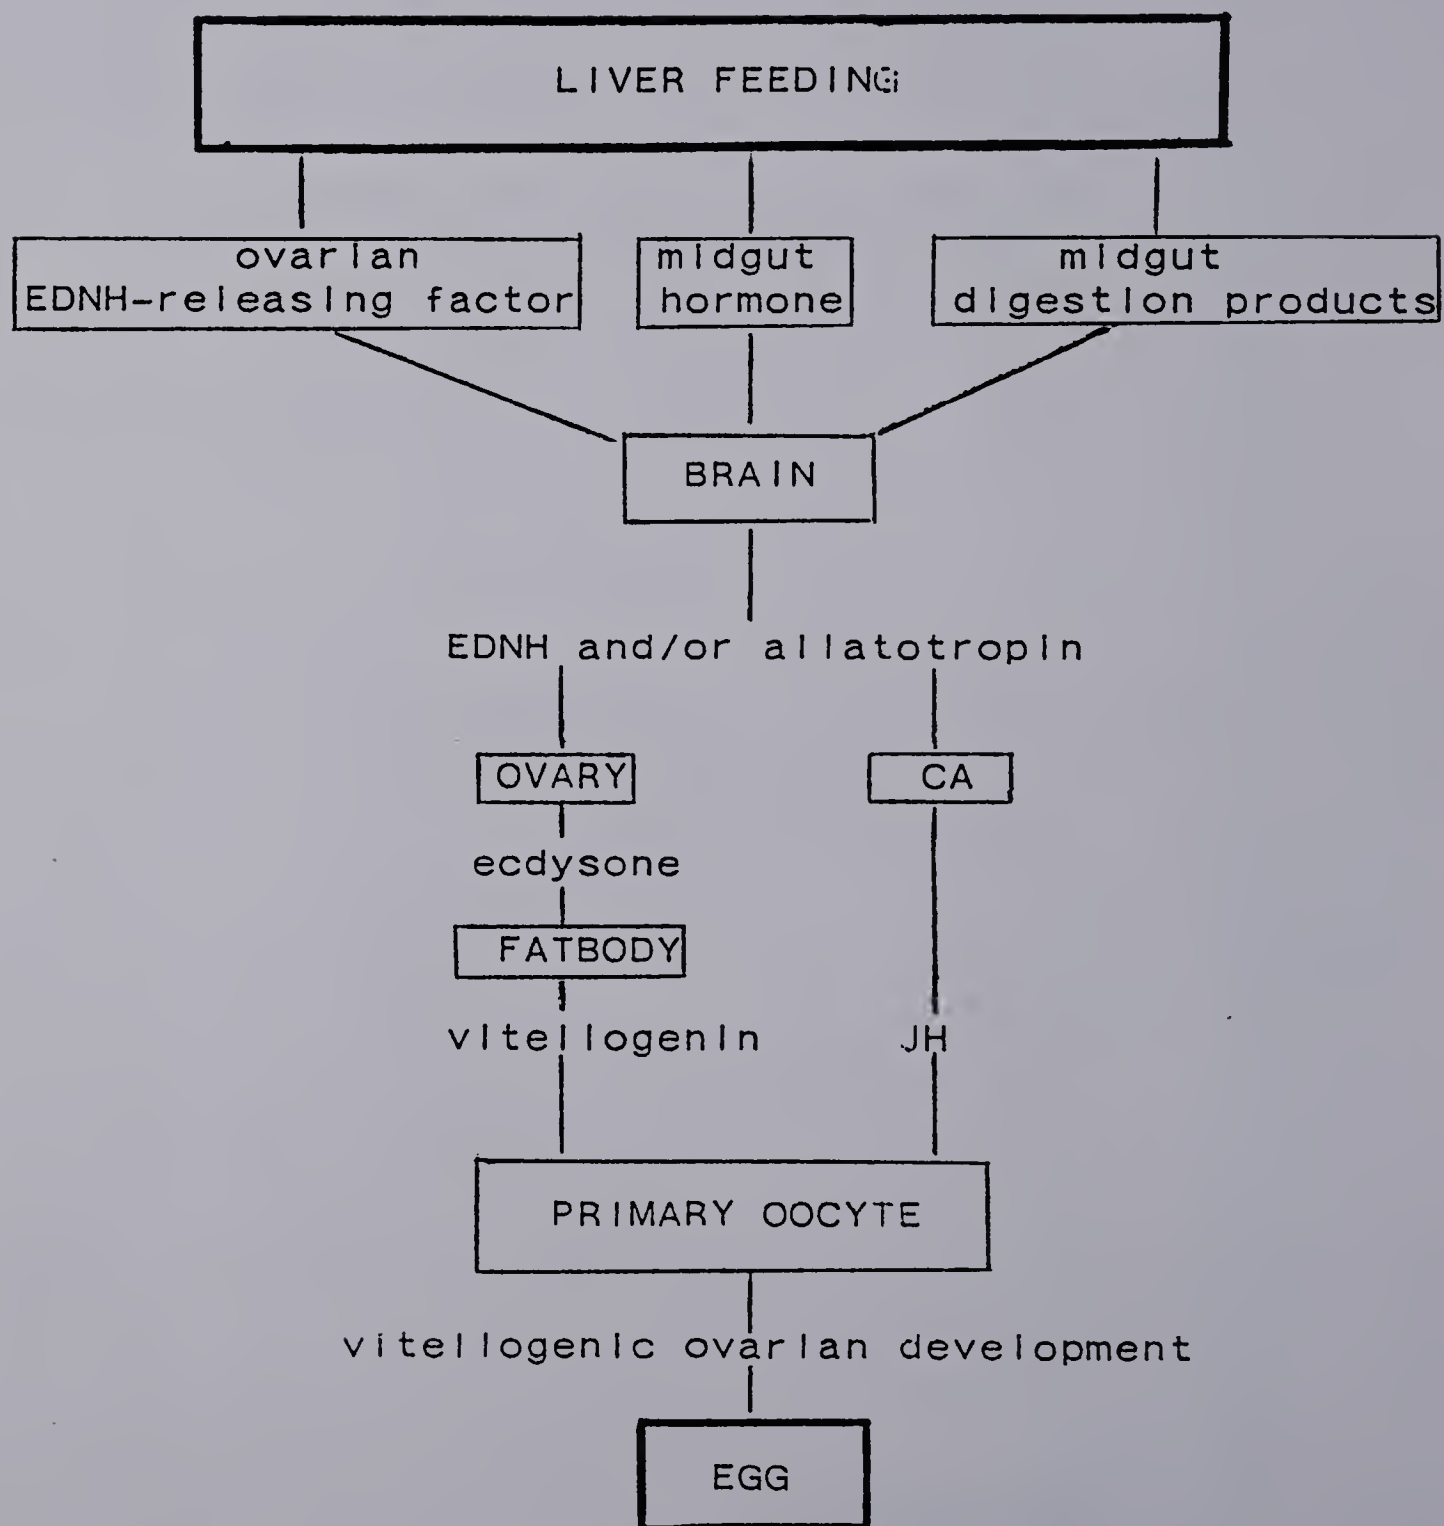 LIVER FEEDING
ovarian
EDNH-releasing factor
midgut
hormone
midgut
digestion products
BRAIN
EDNH and/or allatotropin
OVARY
CA
ecdysone
FATBODY
vitellogenin
JH
PRIMARY OOCYTE
vitellogenic ovarian development
EGG